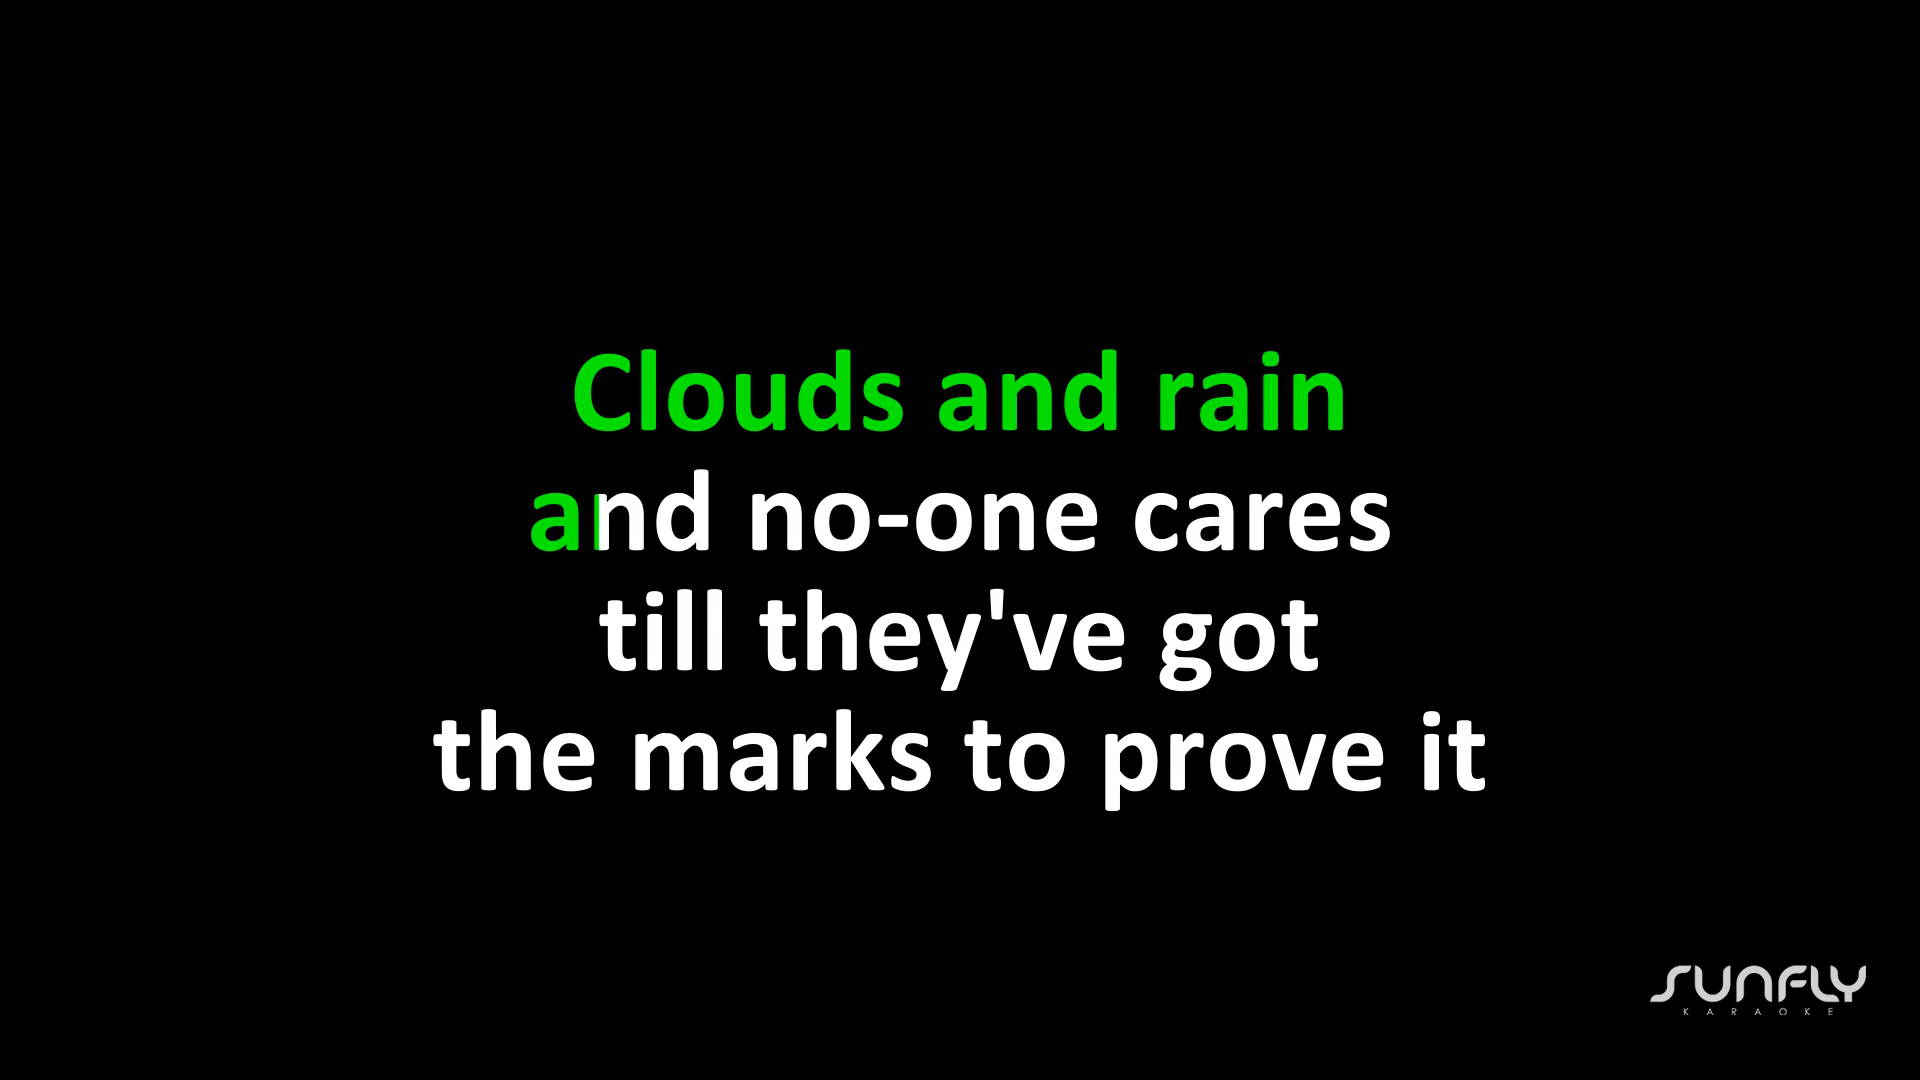 Clouds and rain
and no-one cares
till they've got
the marks to prove it
SUNFLY
KARAOKE